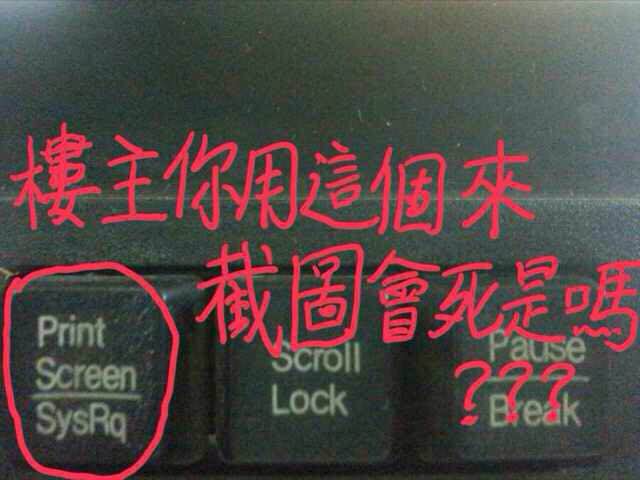 樓主你用這個來
截圖會死是嗎
???
Print
Screen
SysRq
Scroll
Lock
Pause
Break